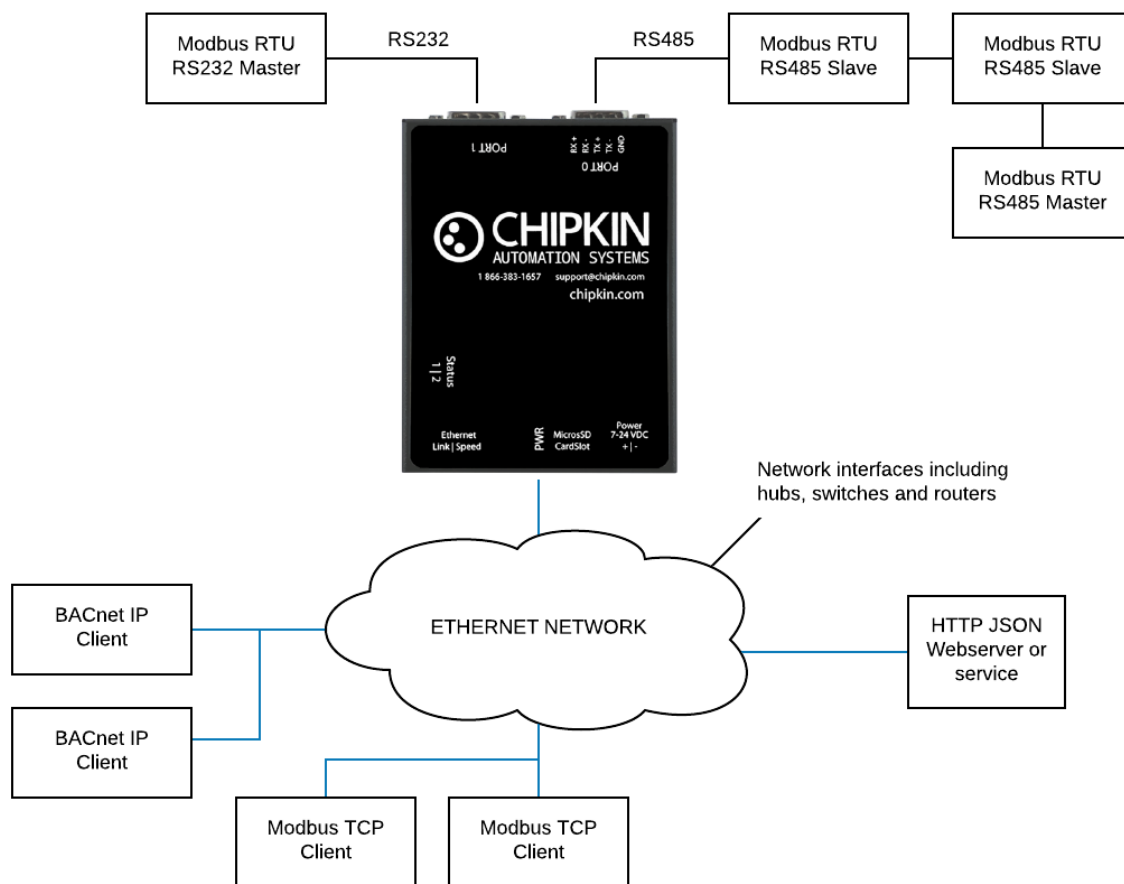 Modbus RTU
RS232 Master
RS232
RS485
Modbus RTU
RS485 Slave
Modbus RTU
RS485 Slave
Modbus RTU
RS485 Master
PORT 1
RX +
RX -
TX +
TX -
GND
PORT 0
CHIPKIN
AUTOMATION SYSTEMS
1 866-383-1657 support@chipkin.com
chipkin.com
Status
1 | 2
Ethernet
Link | Speed
PWR
MicrosSD
CardSlot
Power
7-24 VDC
+ | -
Network interfaces including
hubs, switches and routers
ETHERNET NETWORK
BACnet IP
Client
BACnet IP
Client
HTTP JSON
Webserver or
service
Modbus TCP
Client
Modbus TCP
Client